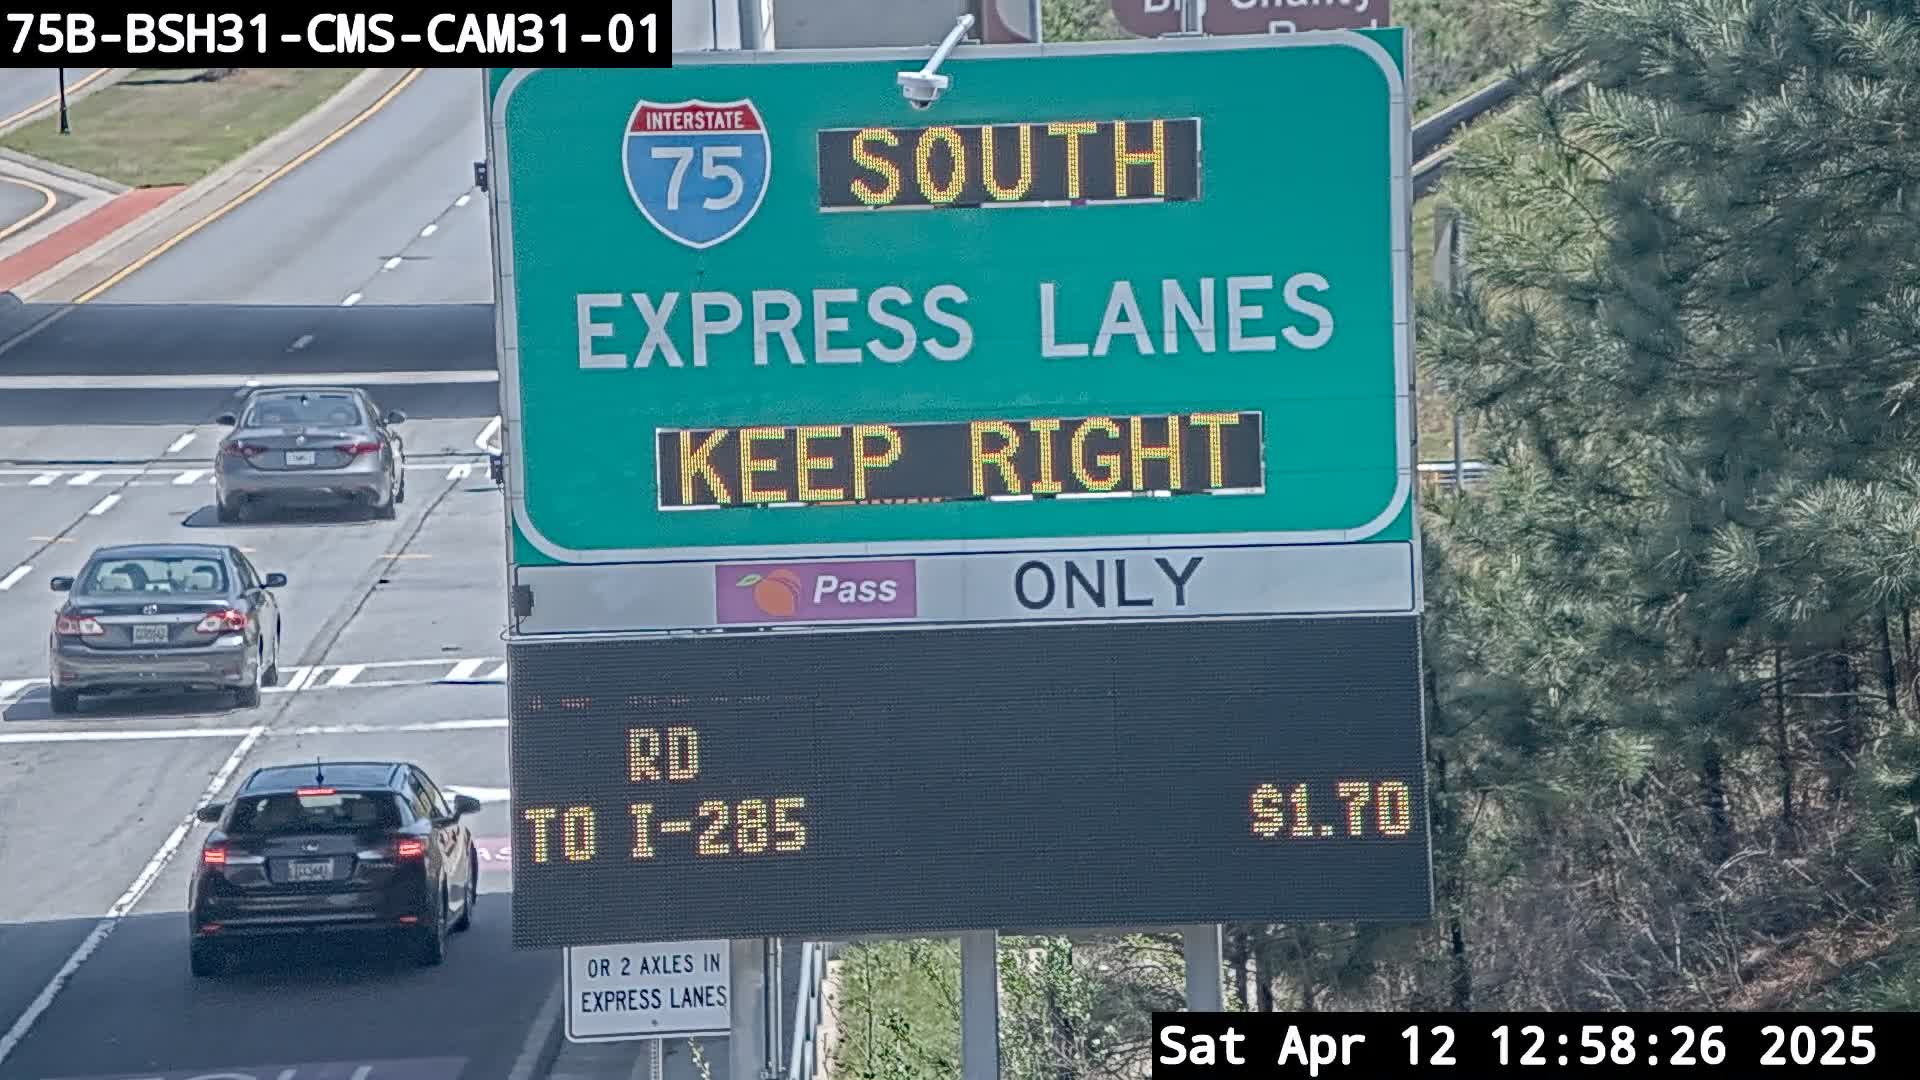 75B-BSH31-CMS-CAM31-01
INTERSTATE
75
SOUTH
EXPRESS LANES
KEEP RIGHT
Pass ONLY
RD
TO I-285 $1.70
OR 2 AXLES IN
EXPRESS LANES
Sat Apr 12 12:58:26 2025